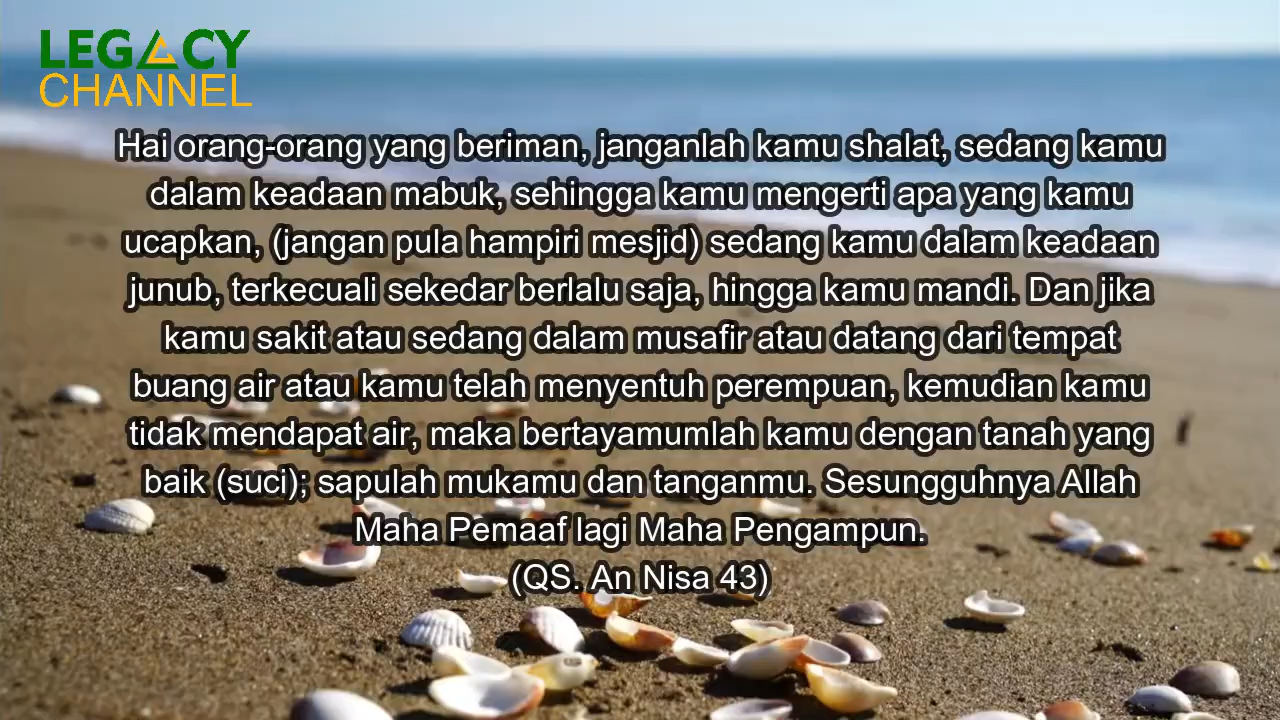 LEGACY
CHANNEL
Hai orang-orang yang beriman, janganlah kamu shalat, sedang kamu
dalam keadaan mabuk, sehingga kamu mengerti apa yang kamu
ucapkan, (jangan pula hampiri mesjid) sedang kamu dalam keadaan
junub, terkecuali sekedar berlalu saja, hingga kamu mandi. Dan jika
kamu sakit atau sedang dalam musafir atau datang dari tempat
buang air atau kamu telah menyentuh perempuan, kemudian kamu
tidak mendapat air, maka bertayamumlah kamu dengan tanah yang
baik (suci); sapulah mukamu dan tanganmu. Sesungguhnya Allah
Maha Pemaaf lagi Maha Pengampun.
(QS. An Nisa 43)